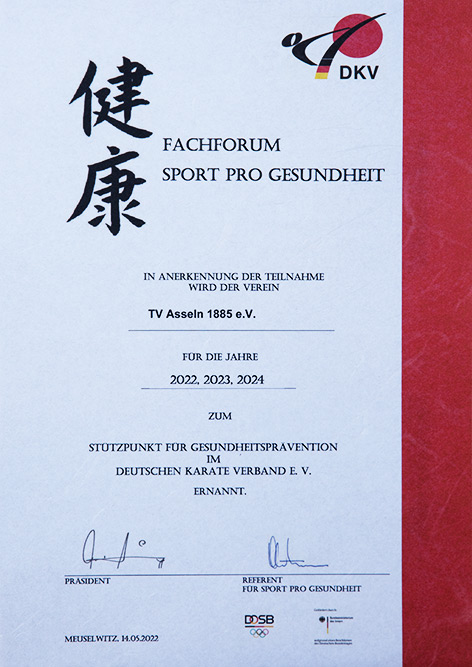 DKV
健
康
FACHFORUM
SPORT PRO GESUNDHEIT
IN ANERKENNUNG DER TEILNAHME
WIRD DER VEREIN
TV Asseln 1885 e.V.
FÜR DIE JAHRE
2022, 2023, 2024
ZUM
STÜTZPUNKT FÜR GESUNDHEITSPRÄVENTION
IM
DEUTSCHEN KARATE VERBAND E. V.
ERNANNT.
PRÄSIDENT
REFERENT
FÜR SPORT PRO GESUNDHEIT
DOSB
MEUSELWITZ, 14.05.2022